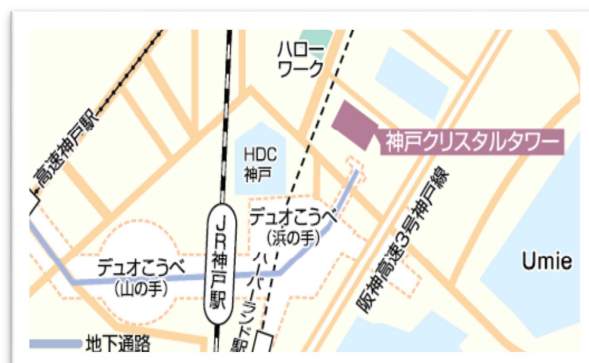 ハロー
ワーク
神戸クリスタルタワー
高速神戸駅
HDC
神戸
デュオこうべ
(浜の手)
JR神戸駅
阪神高速3号神戸線
Umie
デュオこうべ
(山の手)
ハーバーランド駅
地下通路